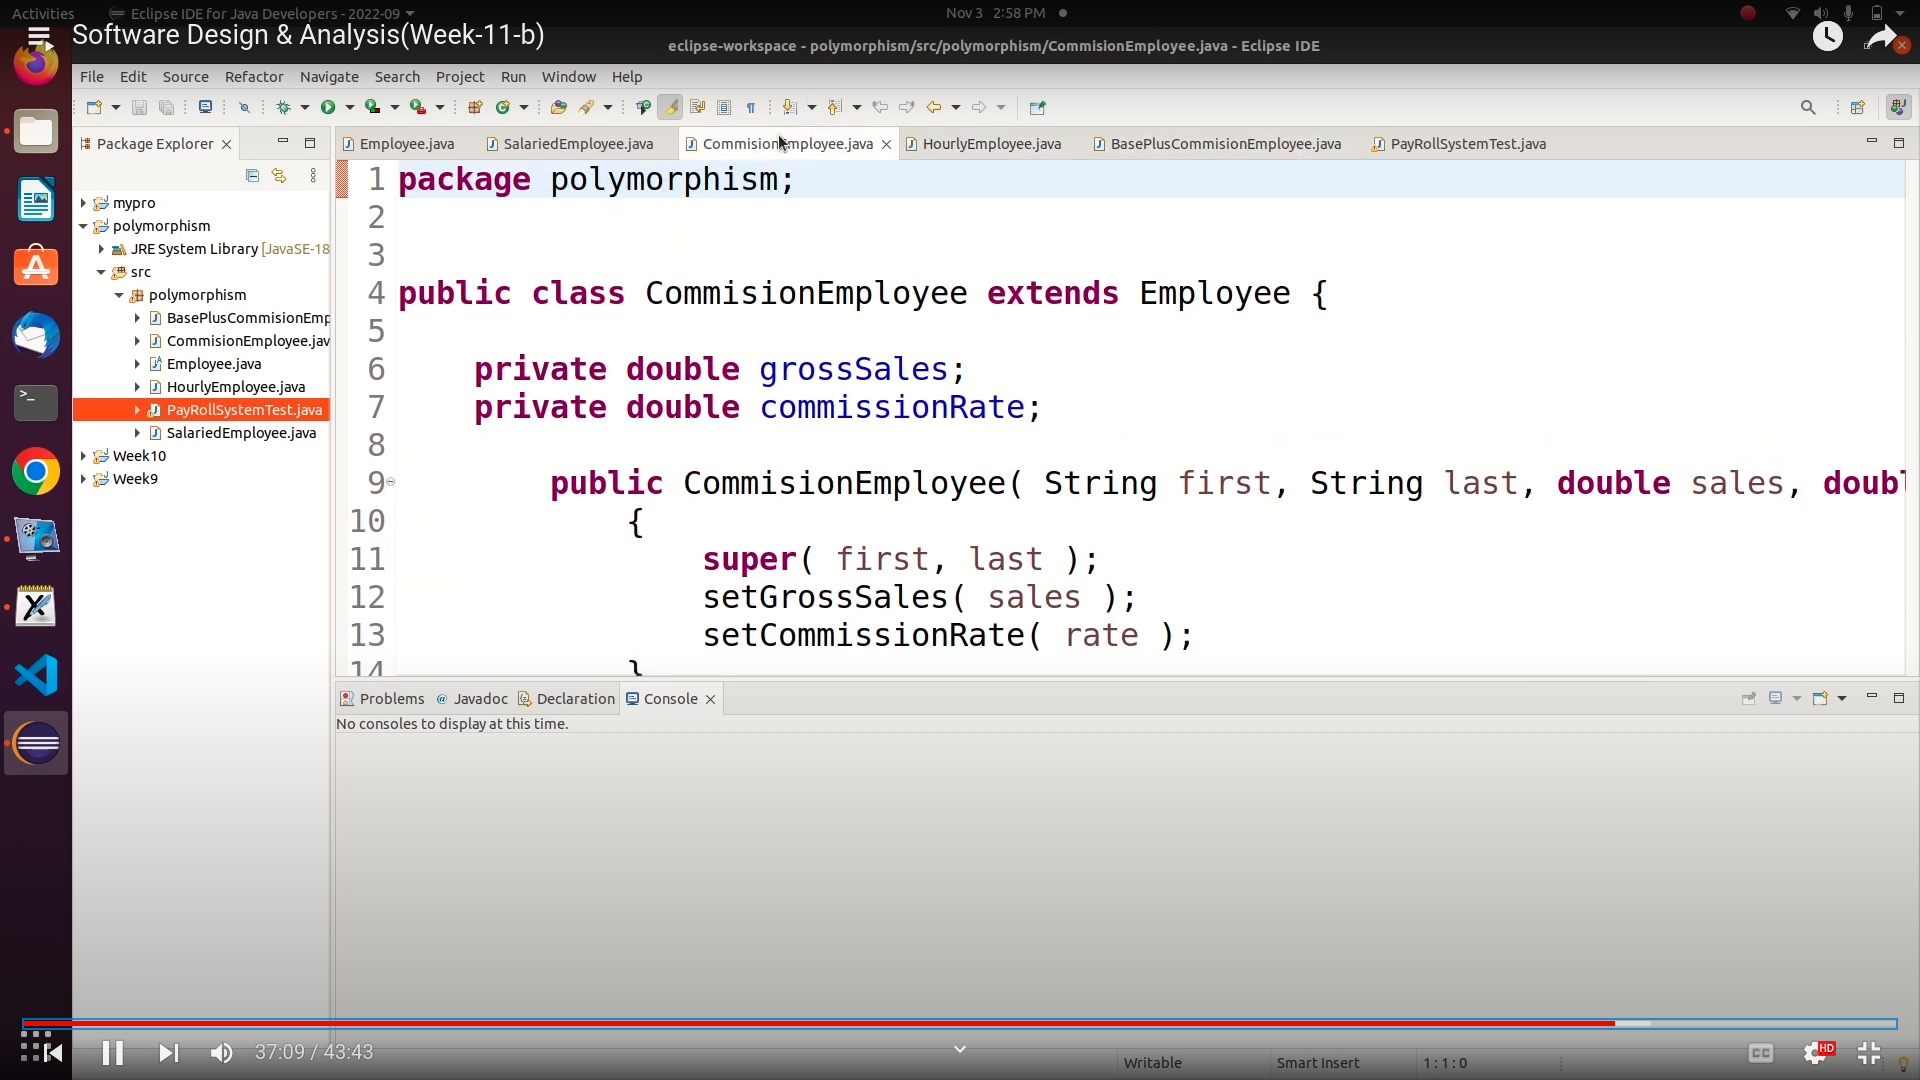 Activities Eclipse IDE for Java Developers - 2022-09 Nov 3 2:58 PM
Software Design & Analysis(Week-11-b)
eclipse-workspace - polymorphism/src/polymorphism/CommisionEmployee.java - Eclipse IDE
File Edit Source Refactor Navigate Search Project Run Window Help
Package Explorer
Employee.java SalariedEmployee.java CommisionEmployee.java HourlyEmployee.java BasePlusCommisionEmployee.java PayRollSystemTest.java
mypro
polymorphism
JRE System Library [JavaSE-18
src
polymorphism
BasePlusCommisionEmp
CommisionEmployee.jav
Employee.java
HourlyEmployee.java
PayRollSystemTest.java
SalariedEmployee.java
Week10
Week9
1 package polymorphism;
2
3
4 public class CommisionEmployee extends Employee {
5
6 private double grossSales;
7 private double commissionRate;
8
9 public CommisionEmployee( String first, String last, double sales, doubl
10 {
11 super( first, last );
12 setGrossSales( sales );
13 setCommissionRate( rate );
14 }
Problems Javadoc Declaration Console
No consoles to display at this time.
37:09 / 43:43
CC
HD
Writable Smart Insert 1 : 1 : 0